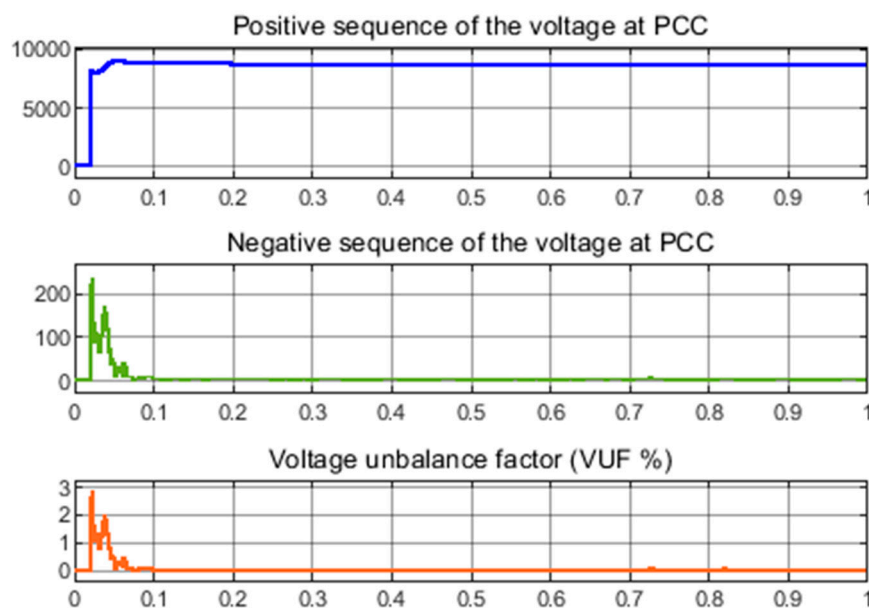 Positive sequence of the voltage at PCC
10000
5000
0
0 0.1 0.2 0.3 0.4 0.5 0.6 0.7 0.8 0.9 1
Negative sequence of the voltage at PCC
200
100
0
0 0.1 0.2 0.3 0.4 0.5 0.6 0.7 0.8 0.9 1
Voltage unbalance factor (VUF %)
3
2
1
0
0 0.1 0.2 0.3 0.4 0.5 0.6 0.7 0.8 0.9 1